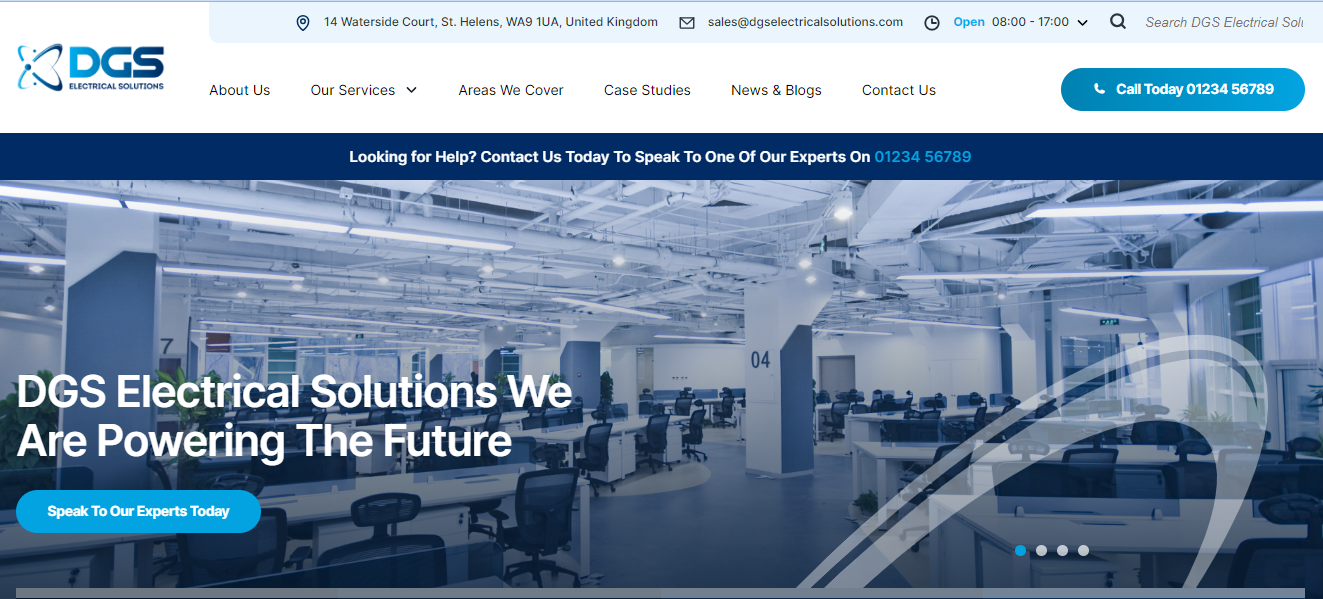 14 Waterside Court, St. Helens, WA9 1UA, United Kingdom
sales@dgselectricalsolutions.com
Open 08:00 - 17:00
Search DGS Electrical Solu
DGS
ELECTRICAL SOLUTIONS
About Us
Our Services
Areas We Cover
Case Studies
News & Blogs
Contact Us
Call Today 01234 56789
Looking for Help? Contact Us Today To Speak To One Of Our Experts On 01234 56789
7
04
DGS Electrical Solutions We
Are Powering The Future
Speak To Our Experts Today